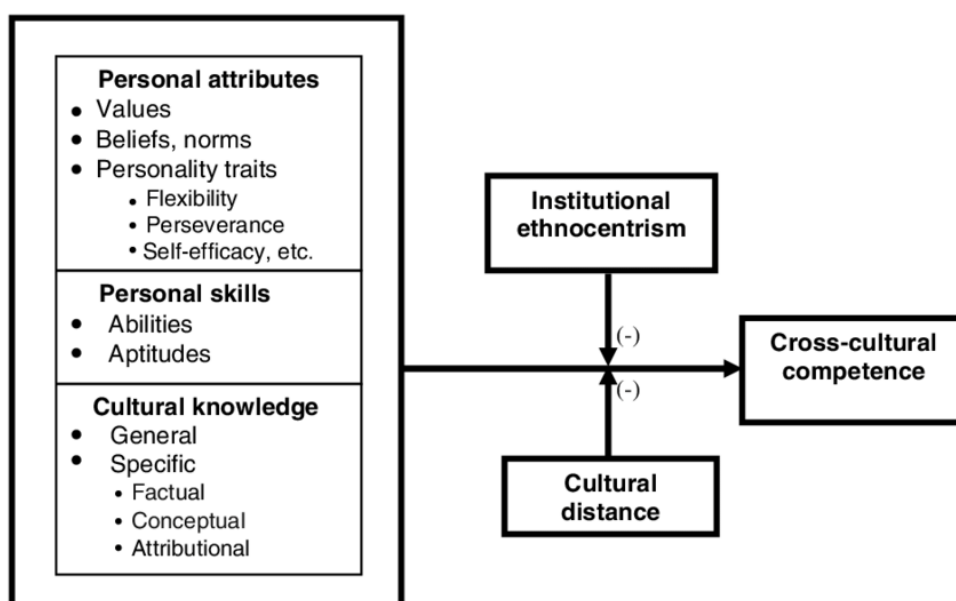 Personal attributes
• Values
• Beliefs, norms
• Personality traits
• Flexibility
• Perseverance
• Self-efficacy, etc.
Personal skills
• Abilities
• Aptitudes
Cultural knowledge
• General
• Specific
• Factual
• Conceptual
• Attributional
Institutional
ethnocentrism
(-)
(-)
Cultural
distance
Cross-cultural
competence